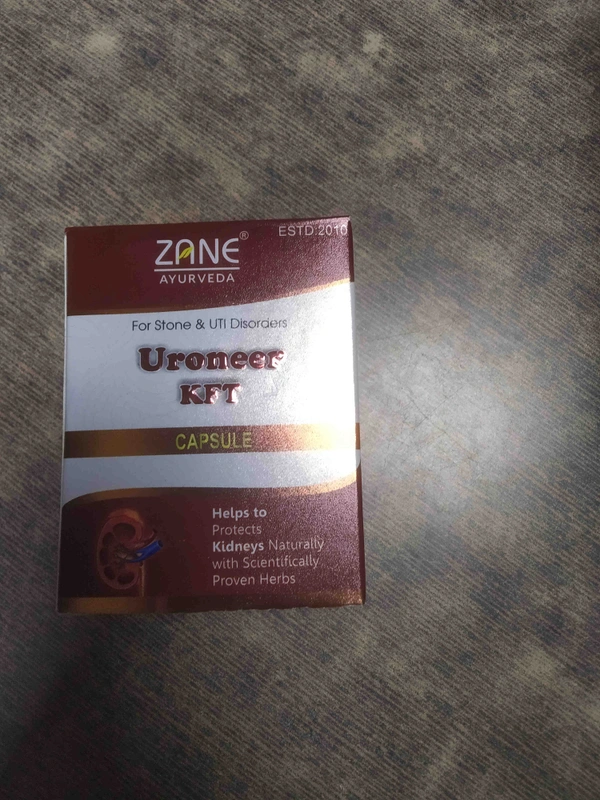 ESTD.2010
ZANE®
AYURVEDA
For Stone & UTI Disorders
Uroneer
KFT
CAPSULE
Helps to
Protects
Kidneys Naturally
with Scientifically
Proven Herbs